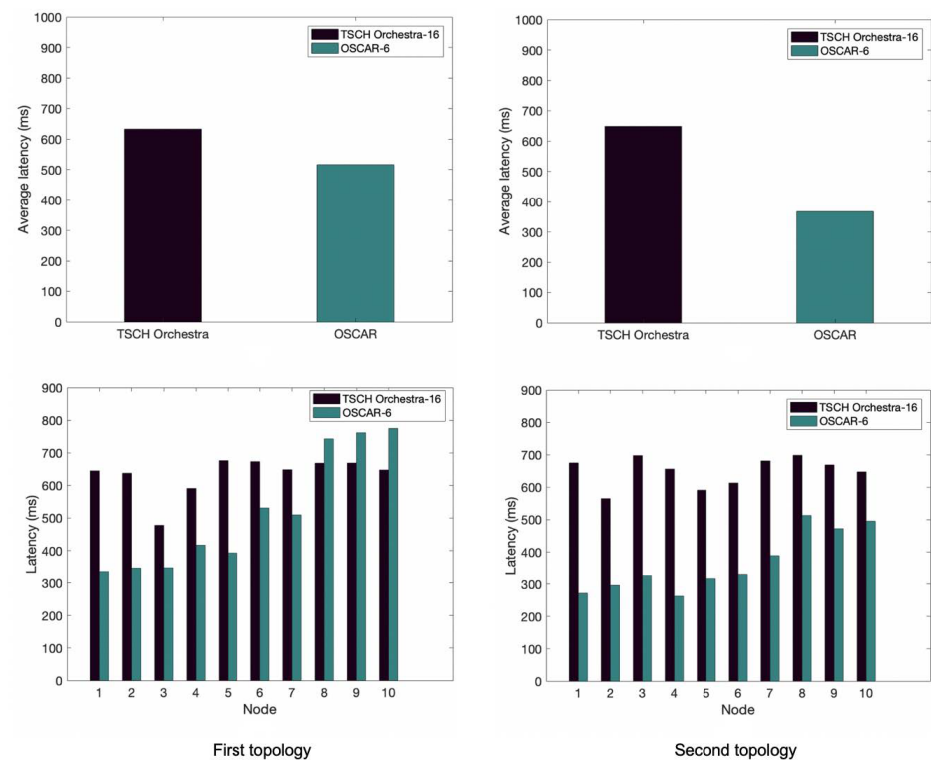 1000
900
800
700
600
500
400
300
200
100
0
Average latency (ms)
TSCH Orchestra-16
OSCAR-6
TSCH Orchestra
OSCAR
1000
900
800
700
600
500
400
300
200
100
0
Average latency (ms)
TSCH Orchestra-16
OSCAR-6
TSCH Orchestra
OSCAR
900
800
700
600
500
400
300
200
100
0
Latency (ms)
TSCH Orchestra-16
OSCAR-6
1 2 3 4 5 6 7 8 9 10
Node
First topology
900
800
700
600
500
400
300
200
100
0
Latency (ms)
TSCH Orchestra-16
OSCAR-6
1 2 3 4 5 6 7 8 9 10
Node
Second topology